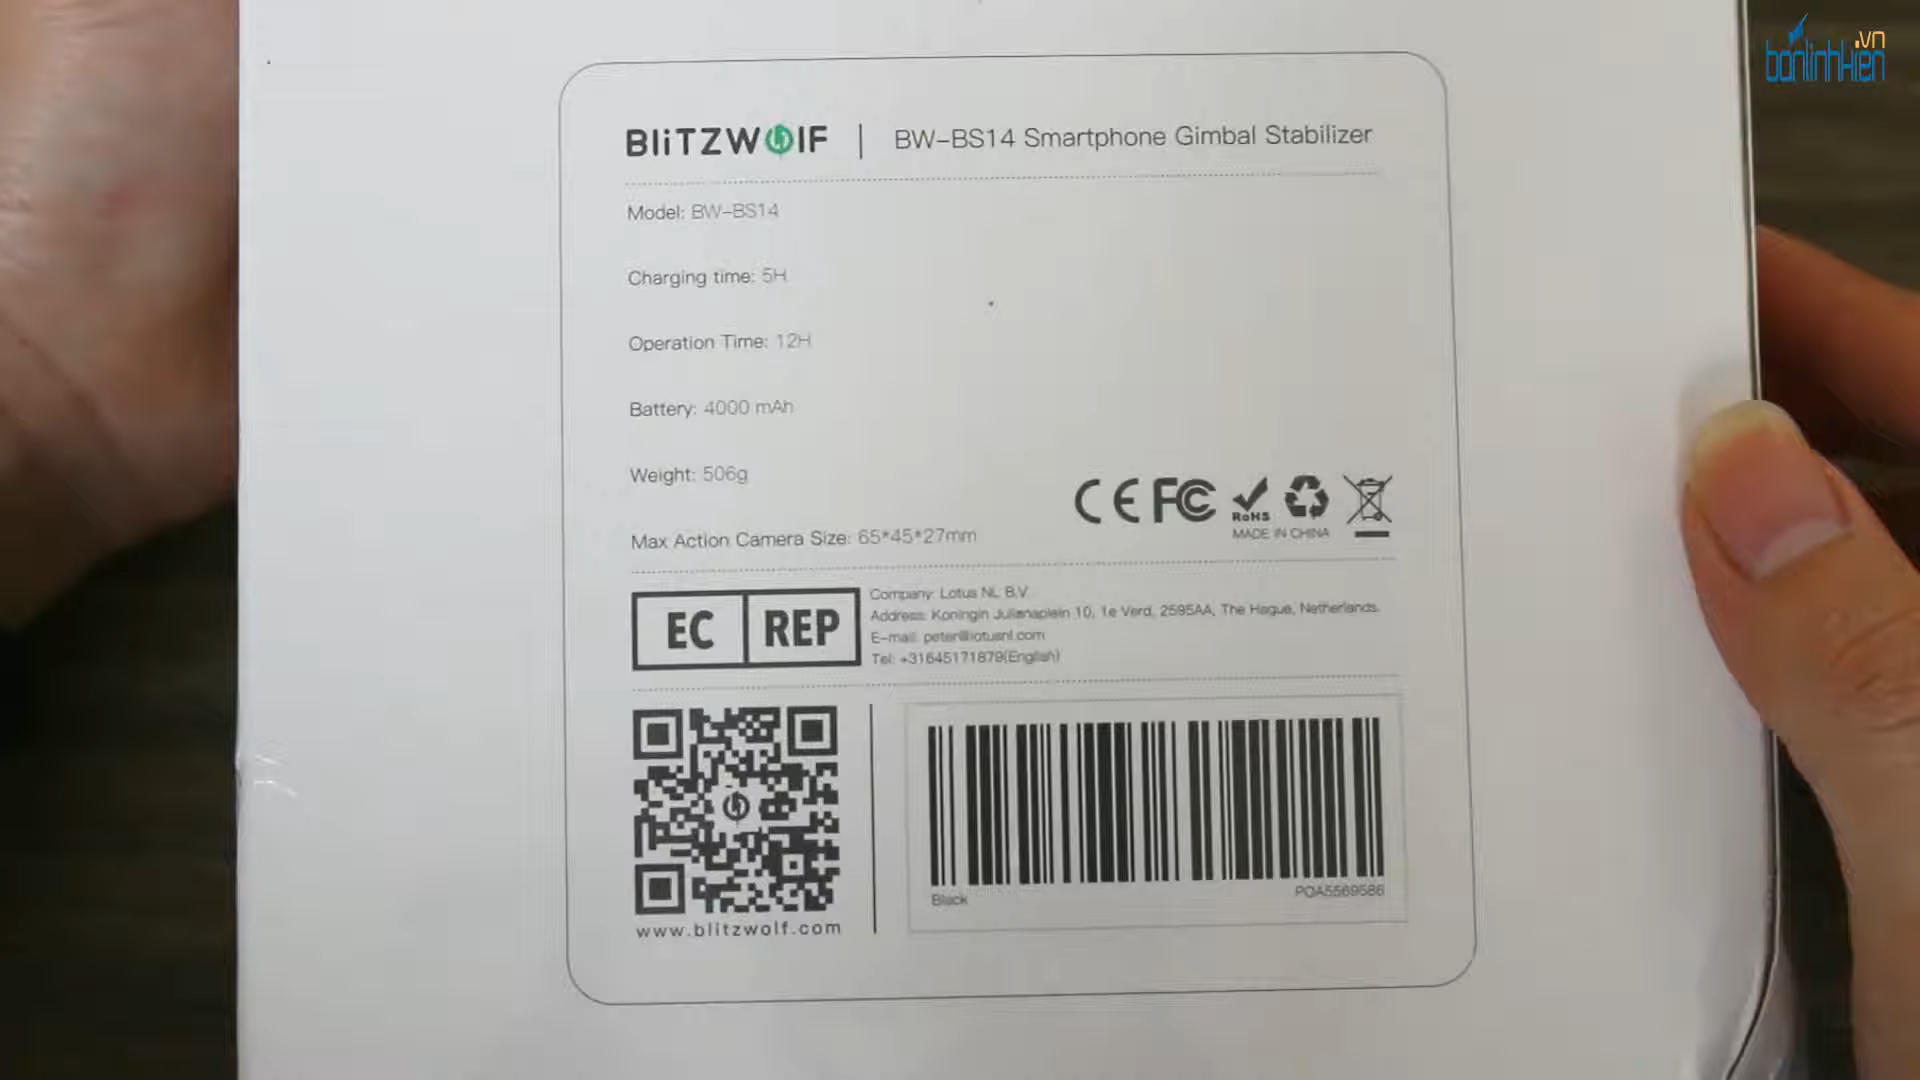 banlinhkien.vn
BLiTZWOLF | BW-BS14 Smartphone Gimbal Stabilizer
Model: BW-BS14
Charging time: 5H
Operation Time: 12H
Battery: 4000 mAh
Weight: 506g
CE FC RoHS
MADE IN CHINA
Max Action Camera Size: 65*45*27mm
EC REP
Company: Lotus NL B.V.
Address: Koningin Julianaplein 10, 1e Verd, 2595AA, The Hague, Netherlands.
E-mail: peter@lotusnl.com
Tel: +31645171879(English)
Black
POA5569586
www.blitzwolf.com